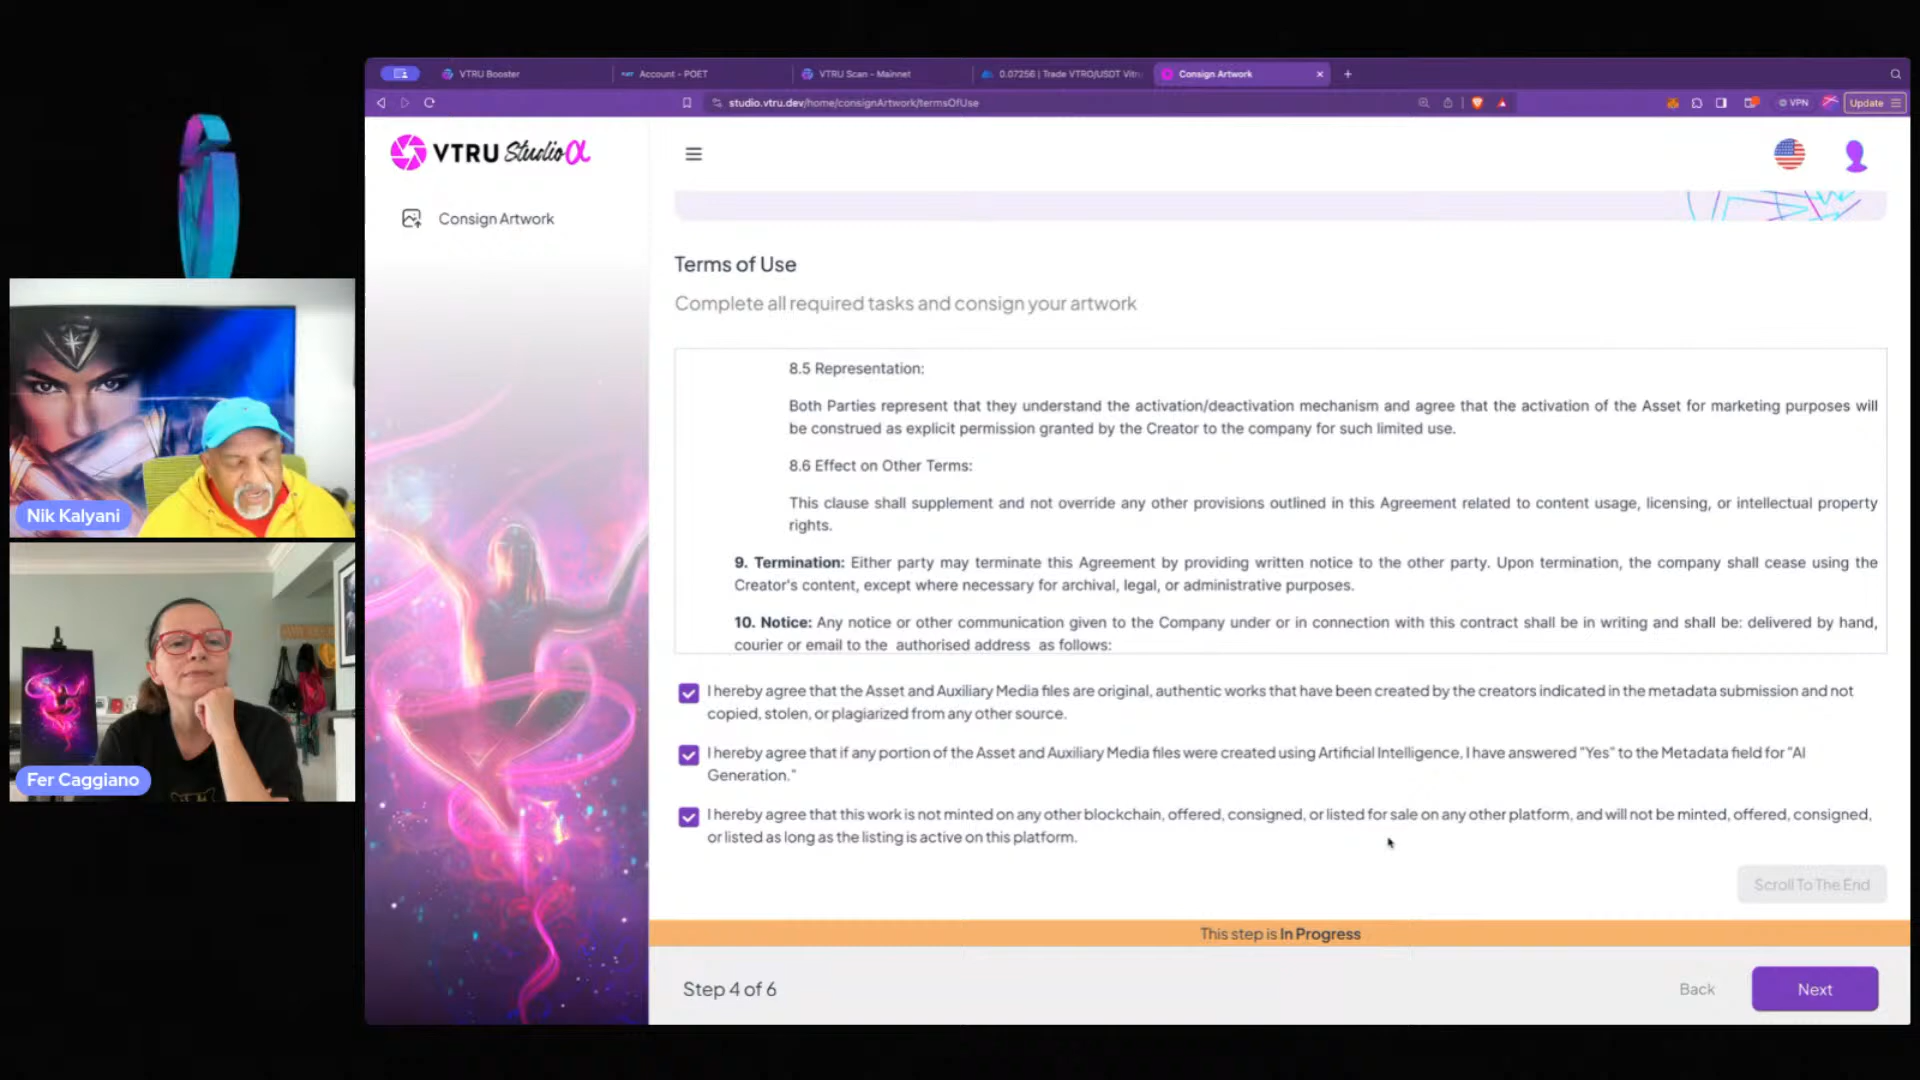 VTRU Booster
Account - POET
VTRU Scan - Mainnet
0.07256 | Trade VTRO/USDT Vitru
Consign Artwork
studio.vtru.dev/home/consignArtwork/termsOfUse
VPN
Update
VTRU Studio α
Consign Artwork
Terms of Use
Complete all required tasks and consign your artwork
8.5 Representation:
Both Parties represent that they understand the activation/deactivation mechanism and agree that the activation of the Asset for marketing purposes will
be construed as explicit permission granted by the Creator to the company for such limited use.
8.6 Effect on Other Terms:
This clause shall supplement and not override any other provisions outlined in this Agreement related to content usage, licensing, or intellectual property
rights.
9. Termination: Either party may terminate this Agreement by providing written notice to the other party. Upon termination, the company shall cease using the
Creator's content, except where necessary for archival, legal, or administrative purposes.
10. Notice: Any notice or other communication given to the Company under or in connection with this contract shall be in writing and shall be: delivered by hand,
courier or email to the authorised address as follows:
I hereby agree that the Asset and Auxiliary Media files are original, authentic works that have been created by the creators indicated in the metadata submission and not
copied, stolen, or plagiarized from any other source.
I hereby agree that if any portion of the Asset and Auxiliary Media files were created using Artificial Intelligence, I have answered "Yes" to the Metadata field for "AI
Generation."
I hereby agree that this work is not minted on any other blockchain, offered, consigned, or listed for sale on any other platform, and will not be minted, offered, consigned,
or listed as long as the listing is active on this platform.
Scroll To The End
This step is In Progress
Step 4 of 6
Back
Next
Nik Kalyani
Fer Caggiano